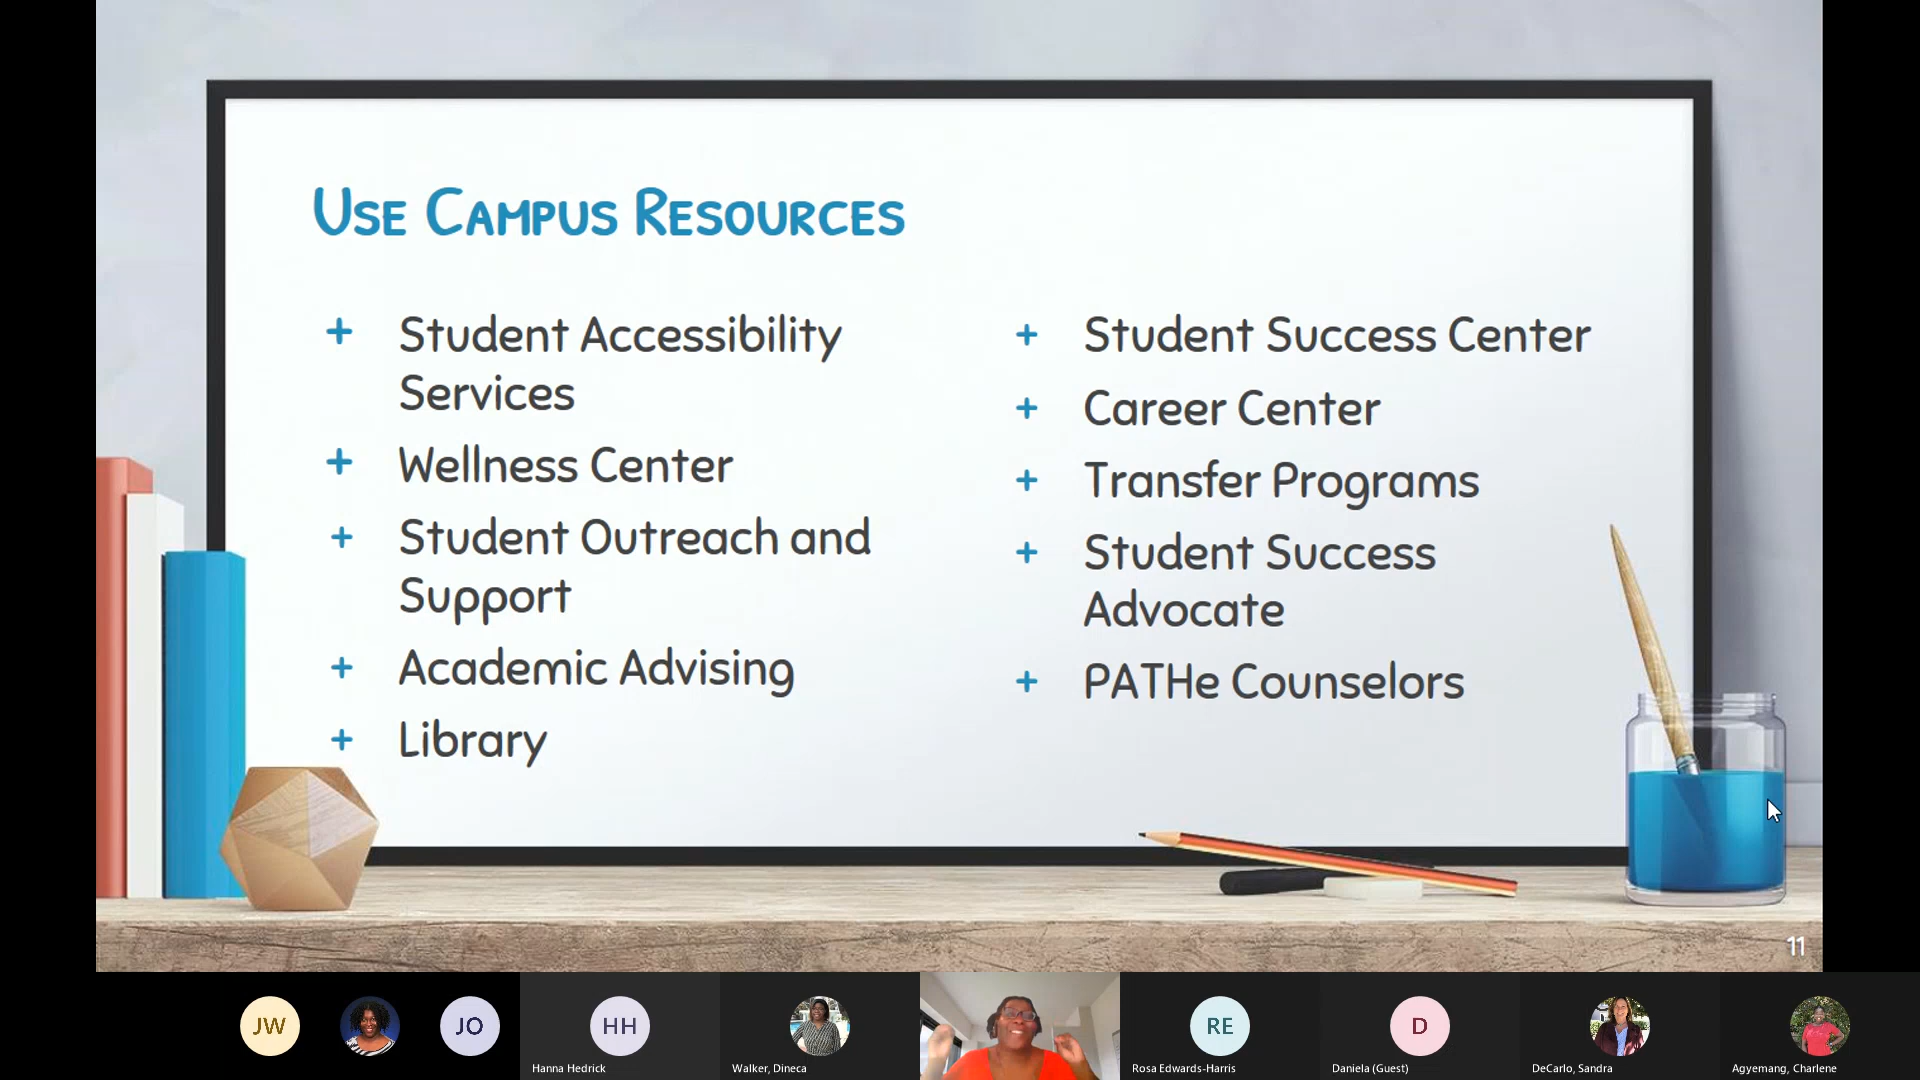 Use Campus Resources
+ Student Accessibility
Services
+ Wellness Center
+ Student Outreach and
Support
+ Academic Advising
+ Library
+ Student Success Center
+ Career Center
+ Transfer Programs
+ Student Success
Advocate
+ PATHe Counselors
11
JW
JO
HH
Hanna Hedrick
Walker, Dineca
RE
Rosa Edwards-Harris
D
Daniela (Guest)
DeCarlo, Sandra
Agyemang, Charlene